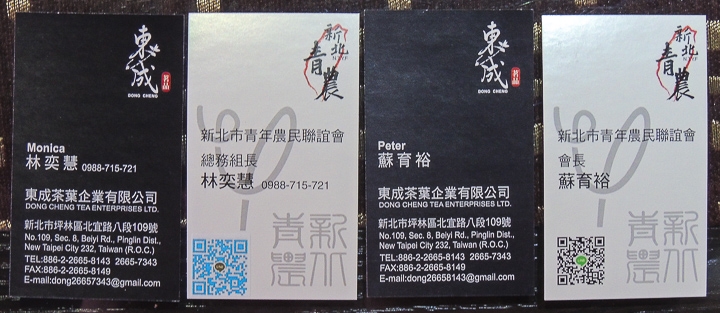 東成
茗品
DONG CHENG
Monica
林奕慧 0988-715-721
東成茶葉企業有限公司
DONG CHENG TEA ENTERPRISES LTD.
新北市坪林區北宜路八段109號
No.109, Sec. 8, Beiyi Rd., Pinglin Dist.,
New Taipei City 232, Taiwan (R.O.C.)
TEL:886-2-2665-8143 2665-7343
FAX:886-2-2665-8149
E-mail:dong26657343@gmail.com
新北
青農
新北市青年農民聯誼會
總務組長
林奕慧 0988-715-721
新北
青農
東成
茗品
DONG CHENG
Peter
蘇育裕
東成茶葉企業有限公司
DONG CHENG TEA ENTERPRISES LTD.
新北市坪林區北宜路八段109號
No.109, Sec. 8, Beiyi Rd., Pinglin Dist.,
New Taipei City 232, Taiwan (R.O.C.)
TEL:886-2-2665-8143 2665-7343
FAX:886-2-2665-8149
E-mail:dong26658143@gmail.com
新北
青農
新北市青年農民聯誼會
會長
蘇育裕
新北
青農